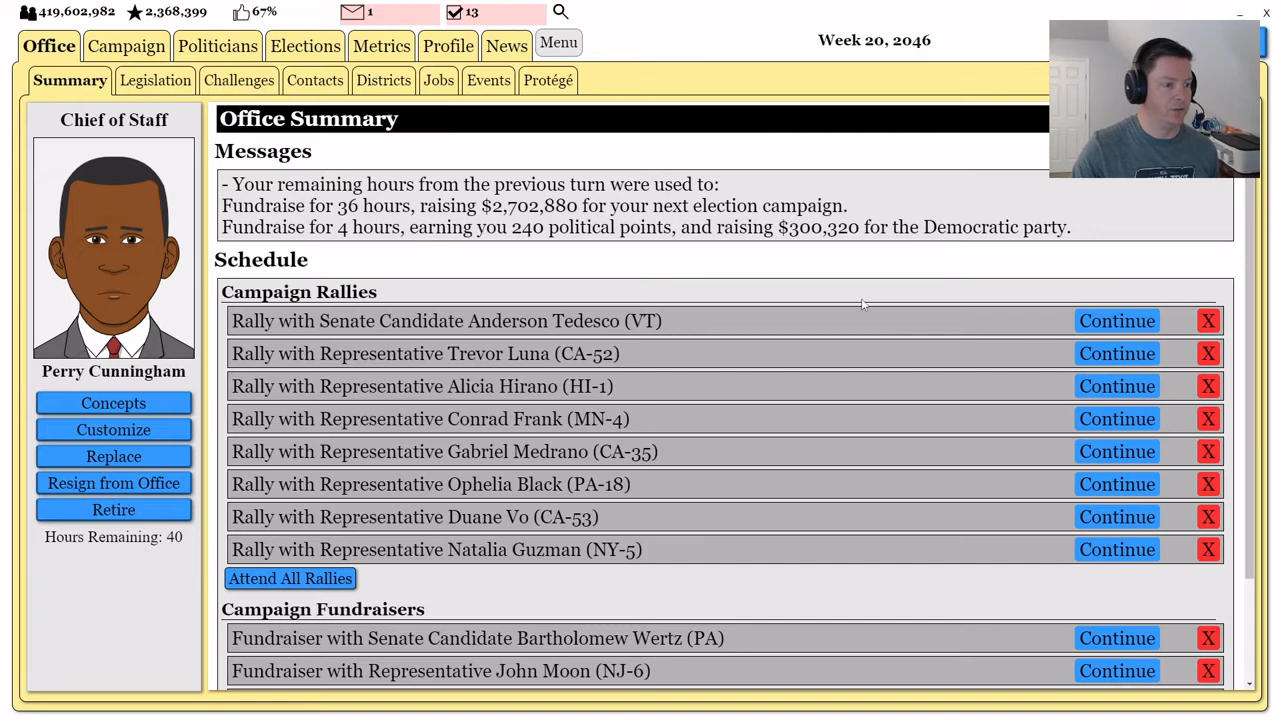 419,602,982 2,368,399 67% 1 13
Office Campaign Politicians Elections Metrics Profile News Menu
Week 20, 2046
Summary Legislation Challenges Contacts Districts Jobs Events Protégé
Chief of Staff
Perry Cunningham
Concepts
Customize
Replace
Resign from Office
Retire
Hours Remaining: 40
Office Summary
Messages
- Your remaining hours from the previous turn were used to:
Fundraise for 36 hours, raising $2,702,880 for your next election campaign.
Fundraise for 4 hours, earning you 240 political points, and raising $300,320 for the Democratic party.
Schedule
Campaign Rallies
Rally with Senate Candidate Anderson Tedesco (VT) Continue X
Rally with Representative Trevor Luna (CA-52) Continue X
Rally with Representative Alicia Hirano (HI-1) Continue X
Rally with Representative Conrad Frank (MN-4) Continue X
Rally with Representative Gabriel Medrano (CA-35) Continue X
Rally with Representative Ophelia Black (PA-18) Continue X
Rally with Representative Duane Vo (CA-53) Continue X
Rally with Representative Natalia Guzman (NY-5) Continue X
Attend All Rallies
Campaign Fundraisers
Fundraiser with Senate Candidate Bartholomew Wertz (PA) Continue X
Fundraiser with Representative John Moon (NJ-6) Continue X